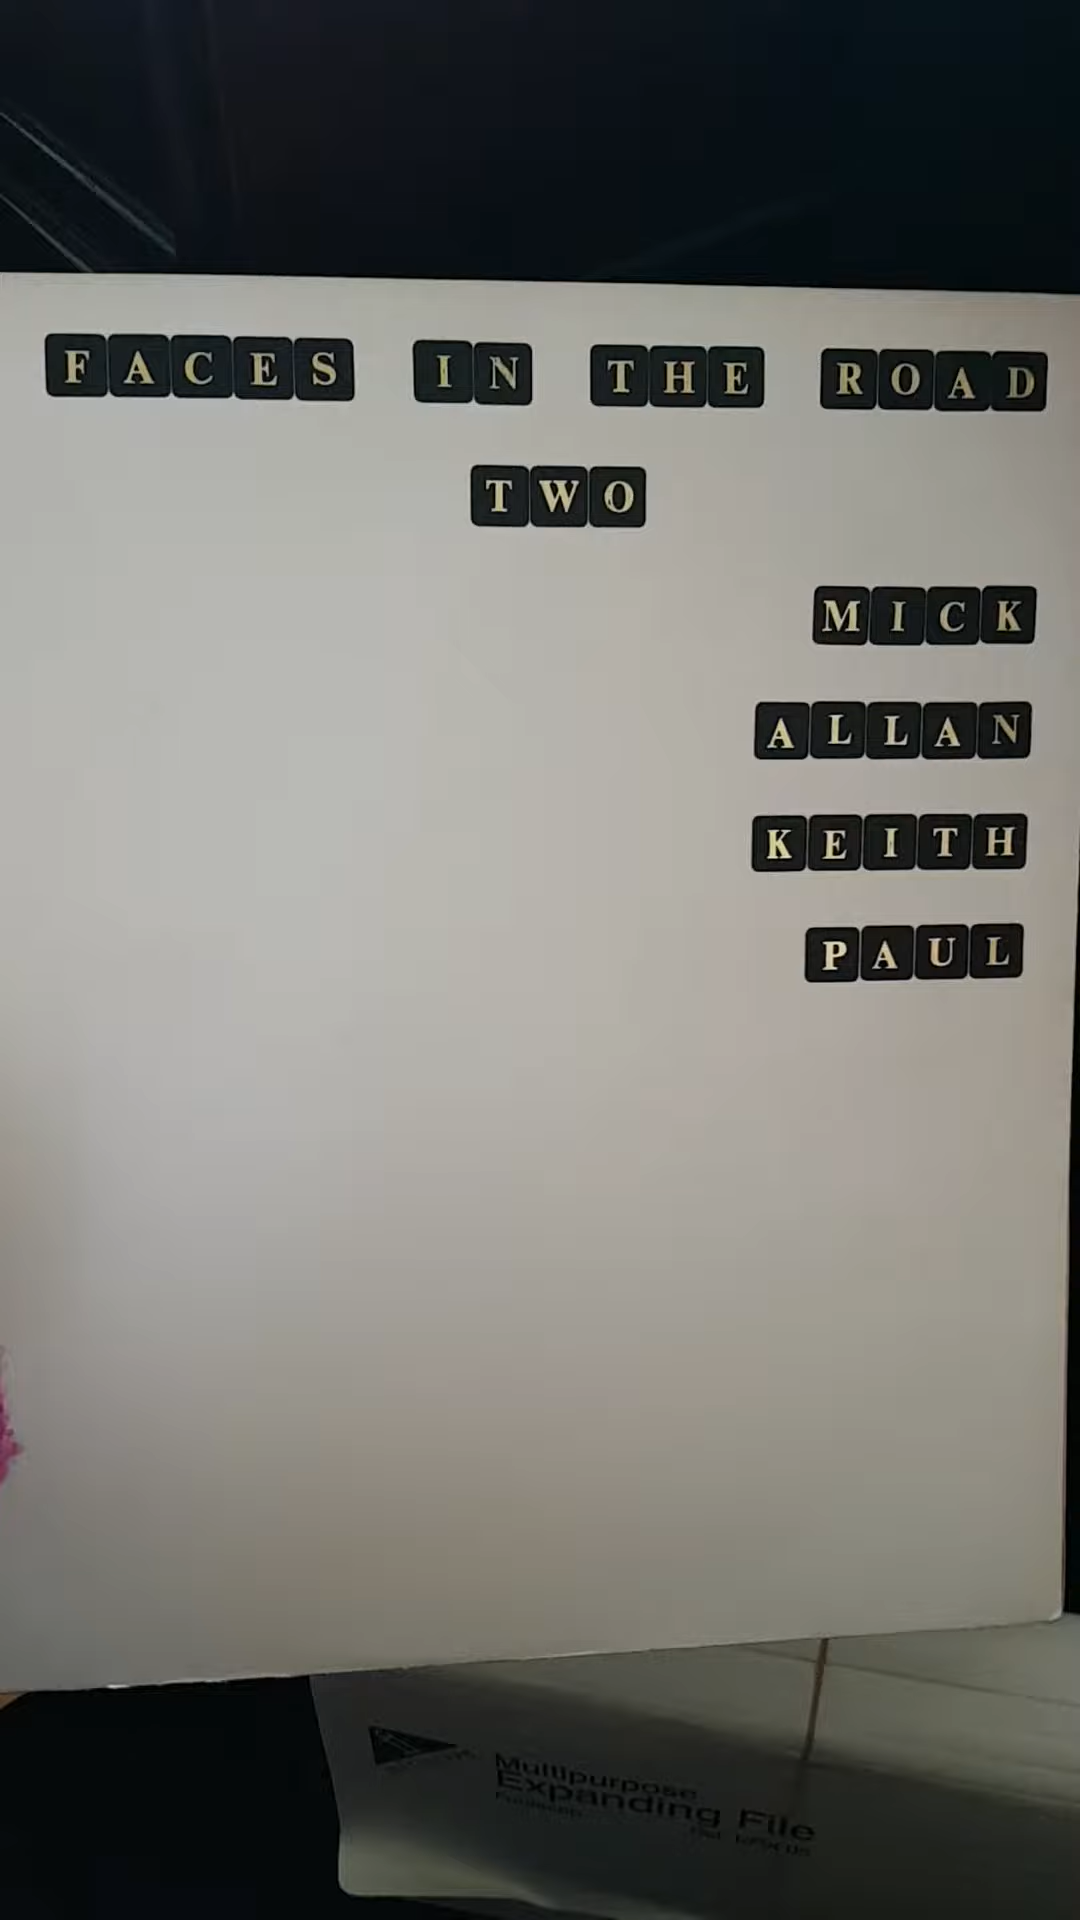 FACES IN THE ROAD
TWO
MICK
ALLAN
KEITH
PAUL
Multipurpose
Expanding File